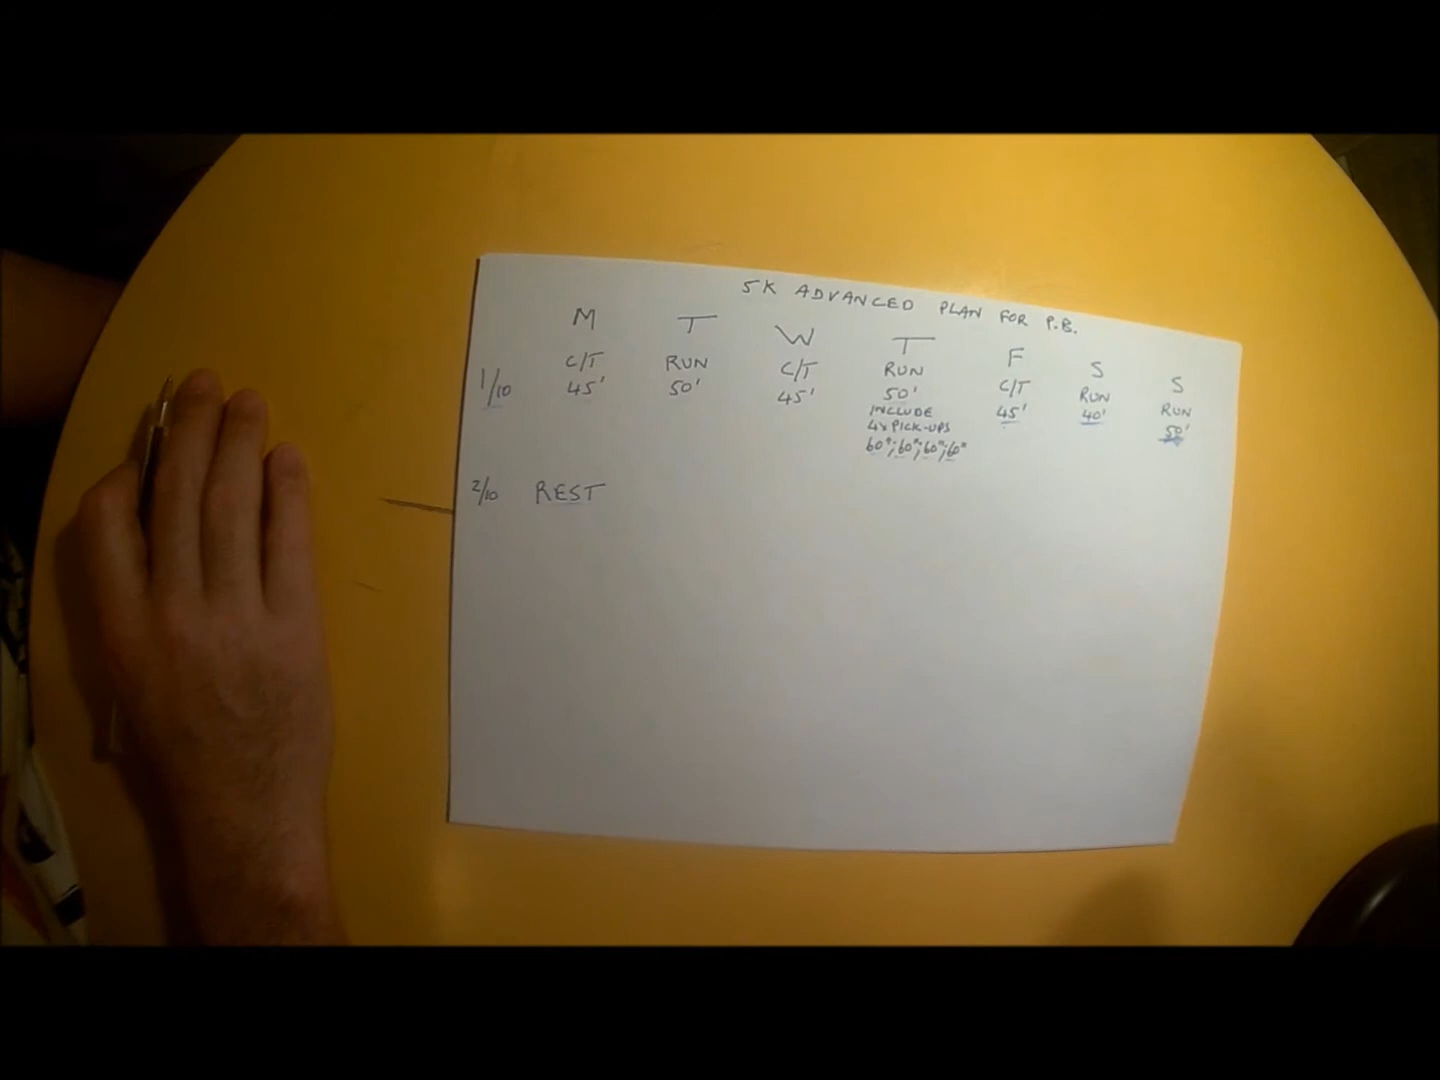 5K ADVANCED PLAN FOR P.B.
M T W T F S S
1/10 C/T 45' RUN 50' C/T 45' RUN 50' C/T 45' RUN 40' RUN 50'
INCLUDE
4x PICK-UPS
60"; 60"; 60"; 60"
2/10 REST